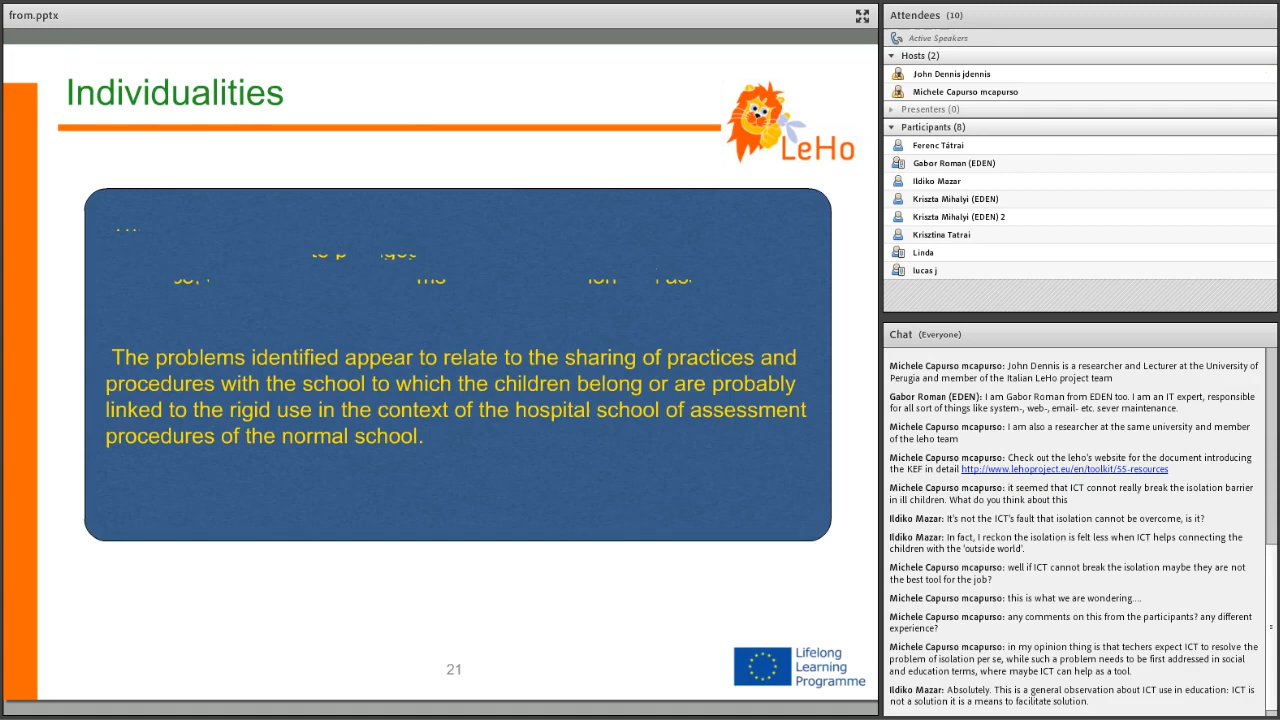 from.pptx
Individualities
LeHo
The problems identified appear to relate to the sharing of practices and
procedures with the school to which the children belong or are probably
linked to the rigid use in the context of the hospital school of assessment
procedures of the normal school.
21
Lifelong
Learning
Programme
Attendees (10)
Active Speakers
Hosts (2)
John Dennis jdennis
Michele Capurso mcapurso
Presenters (0)
Participants (8)
Ferenc Tátrai
Gabor Roman (EDEN)
Ildiko Mazar
Kriszta Mihalyi (EDEN)
Kriszta Mihalyi (EDEN) 2
Krisztina Tatrai
Linda
lucas j
Chat (Everyone)
Michele Capurso mcapurso: John Dennis is a researcher and Lecturer at the University of
Perugia and member of the Italian LeHo project team
Gabor Roman (EDEN): I am Gabor Roman from EDEN too. I am an IT expert, responsible
for all sort of things like system-, web-, email- etc. sever maintenance.
Michele Capurso mcapurso: I am also a researcher at the same university and member
of the leho team
Michele Capurso mcapurso: Check out the leho's website for the document introducing
the KEF in detail http://www.lehoproject.eu/en/toolkit/55-resources
Michele Capurso mcapurso: it seemed that ICT connot really break the isolation barrier
in ill children. What do you think about this
Ildiko Mazar: It's not the ICT's fault that isolation cannot be overcome, is it?
Ildiko Mazar: In fact, I reckon the isolation is felt less when ICT helps connecting the
children with the 'outside world'.
Michele Capurso mcapurso: well if ICT cannot break the isolation maybe they are not
the best tool for the job?
Michele Capurso mcapurso: this is what we are wondering....
Michele Capurso mcapurso: any comments on this from the participants? any different
experience?
Michele Capurso mcapurso: in my opinion thing is that techers expect ICT to resolve the
problem of isolation per se, while such a problem needs to be first addressed in social
and education terms, where maybe ICT can help as a tool.
Ildiko Mazar: Absolutely. This is a general observation about ICT use in education: ICT is
not a solution it is a means to facilitate solution.